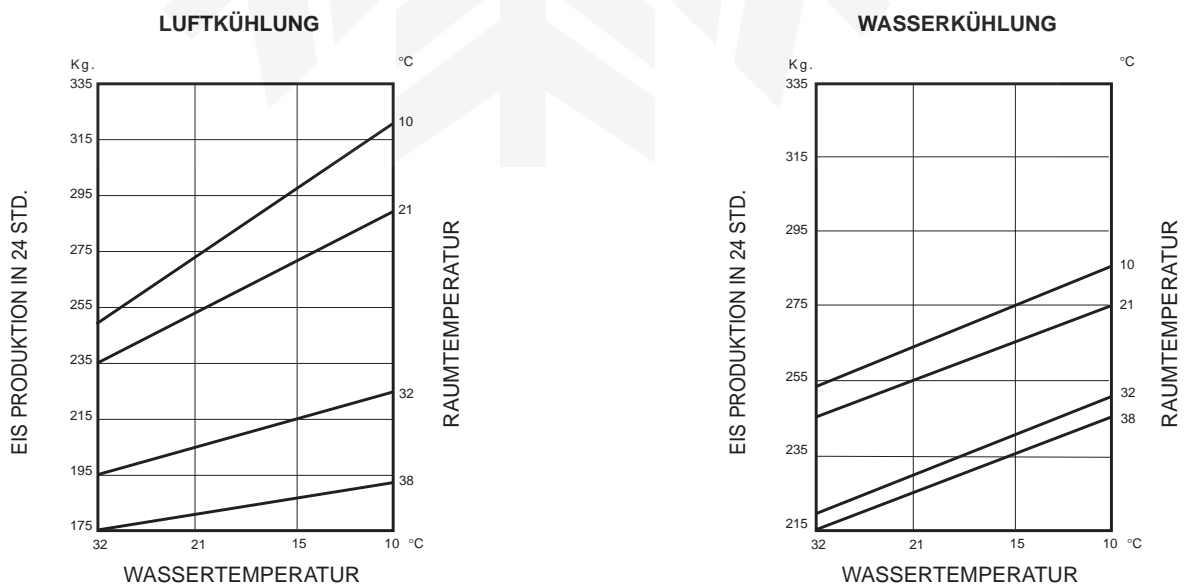 LUFTKÜHLUNG
Kg.
°C
335
315
295
275
255
235
215
195
175
10
21
32
38
32
21
15
10 °C
EIS PRODUKTION IN 24 STD.
RAUMTEMPERATUR
WASSERTEMPERATUR
WASSERKÜHLUNG
Kg.
°C
335
315
295
275
255
235
215
10
21
32
38
32
21
15
10 °C
EIS PRODUKTION IN 24 STD.
RAUMTEMPERATUR
WASSERTEMPERATUR